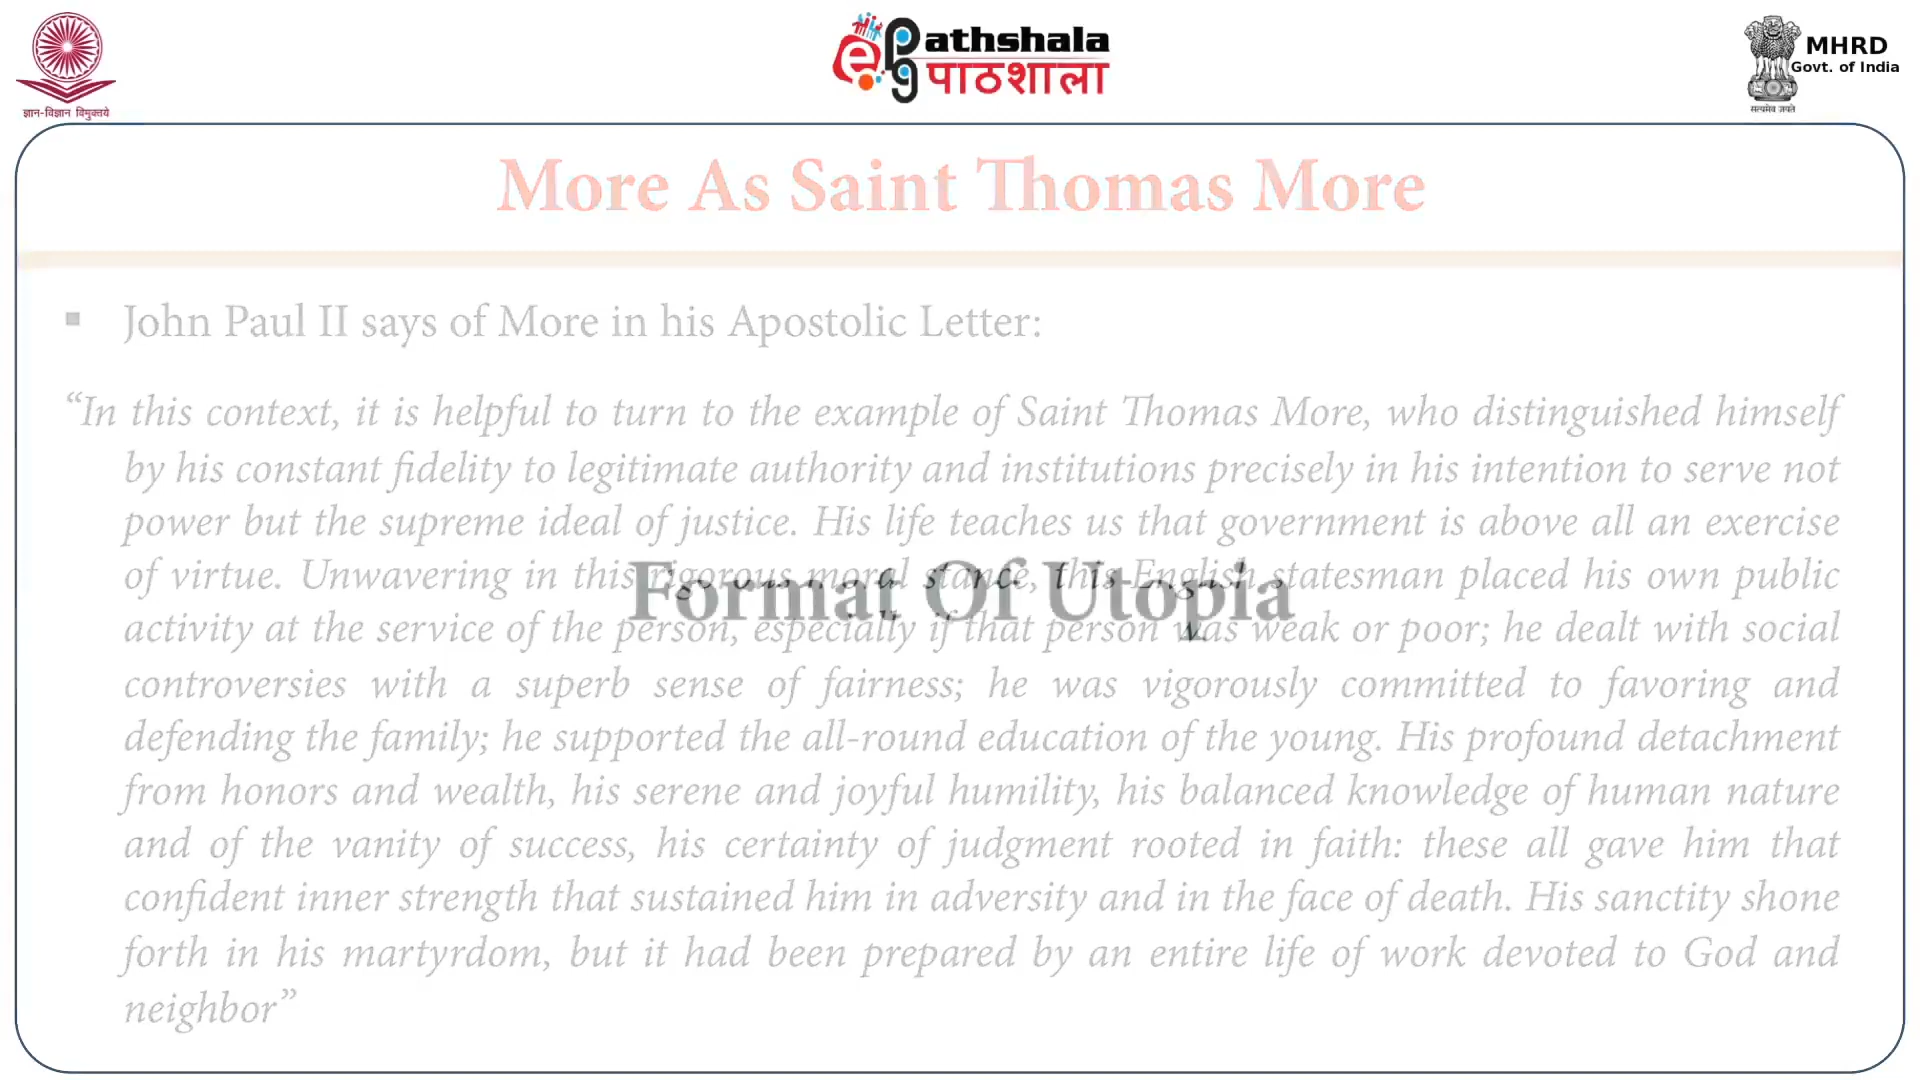 ज्ञान-विज्ञान विमुक्तये
ePG Pathshala
पाठशाला
MHRD
Govt. of India
सत्यमेव जयते
More As Saint Thomas More
▪ John Paul II says of More in his Apostolic Letter:
“In this context, it is helpful to turn to the example of Saint Thomas More, who distinguished himself
by his constant fidelity to legitimate authority and institutions precisely in his intention to serve not
power but the supreme ideal of justice. His life teaches us that government is above all an exercise
of virtue. Unwavering in this rigorous moral stance, this English statesman placed his own public
Format Of Utopia
activity at the service of the person, especially if that person was weak or poor; he dealt with social
controversies with a superb sense of fairness; he was vigorously committed to favoring and
defending the family; he supported the all-round education of the young. His profound detachment
from honors and wealth, his serene and joyful humility, his balanced knowledge of human nature
and of the vanity of success, his certainty of judgment rooted in faith: these all gave him that
confident inner strength that sustained him in adversity and in the face of death. His sanctity shone
forth in his martyrdom, but it had been prepared by an entire life of work devoted to God and
neighbor”